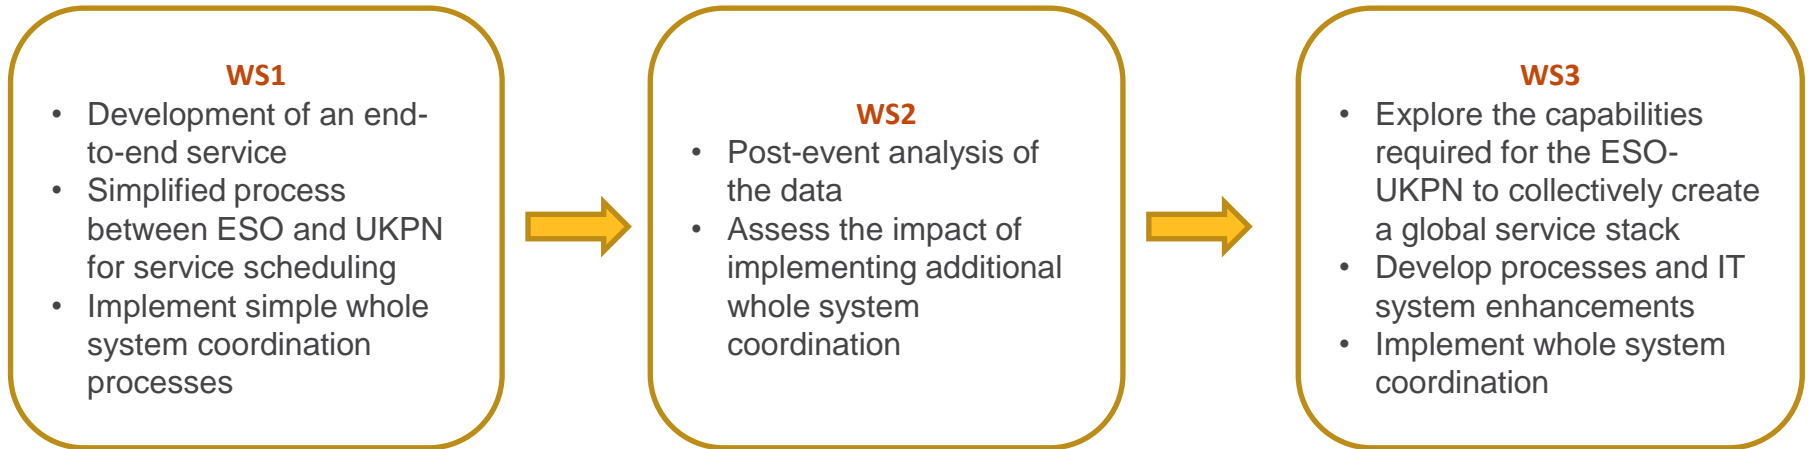 WS1
• Development of an end-
to-end service
• Simplified process
between ESO and UKPN
for service scheduling
• Implement simple whole
system coordination
processes
WS2
• Post-event analysis of
the data
• Assess the impact of
implementing additional
whole system
coordination
WS3
• Explore the capabilities
required for the ESO-
UKPN to collectively create
a global service stack
• Develop processes and IT
system enhancements
• Implement whole system
coordination